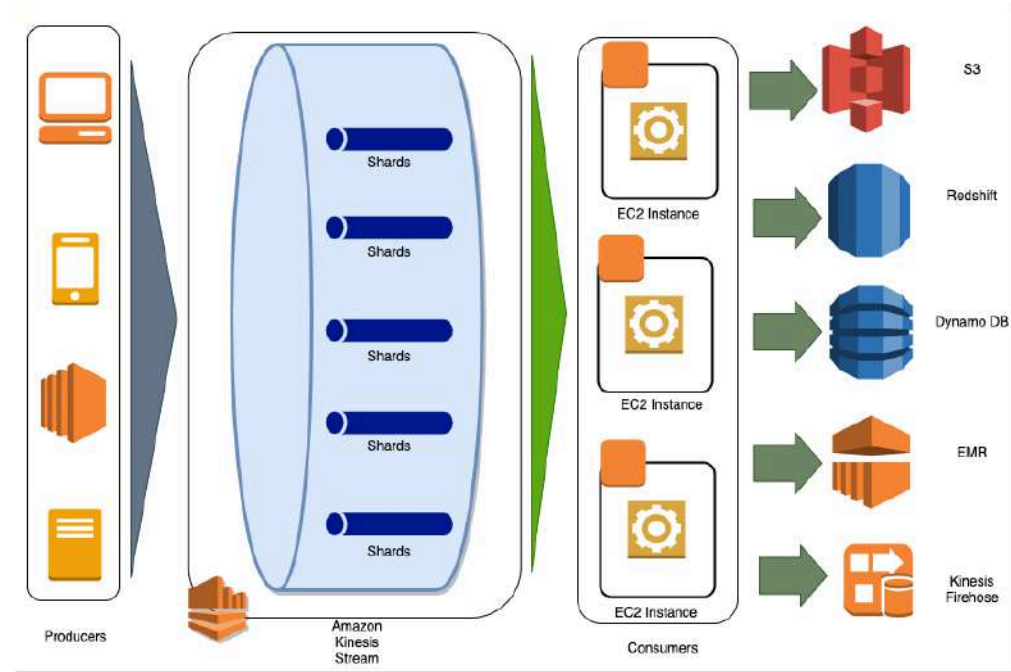 Producers
Shards
Shards
Shards
Shards
Shards
Amazon
Kinesis
Stream
EC2 Instance
EC2 Instance
EC2 Instance
Consumers
S3
Redshift
Dynamo DB
EMR
Kinesis
Firehose